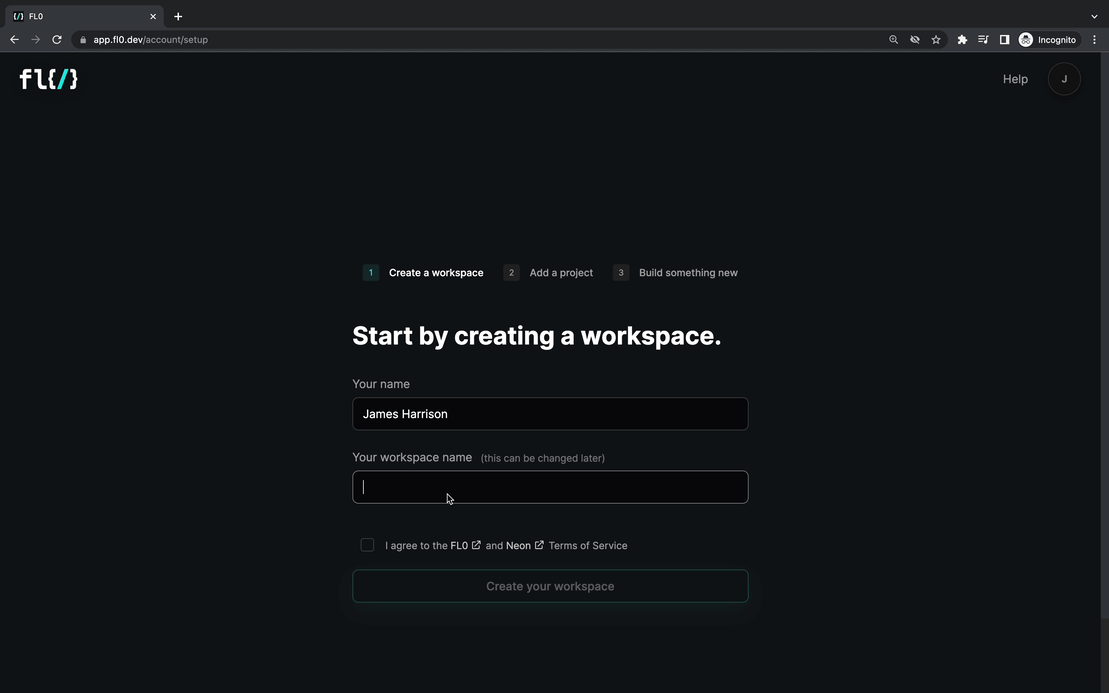 FL0
app.fl0.dev/account/setup
Incognito
fl{/}
Help
J
1 Create a workspace 2 Add a project 3 Build something new
Start by creating a workspace.
Your name
James Harrison
Your workspace name (this can be changed later)
I agree to the FL0 and Neon Terms of Service
Create your workspace